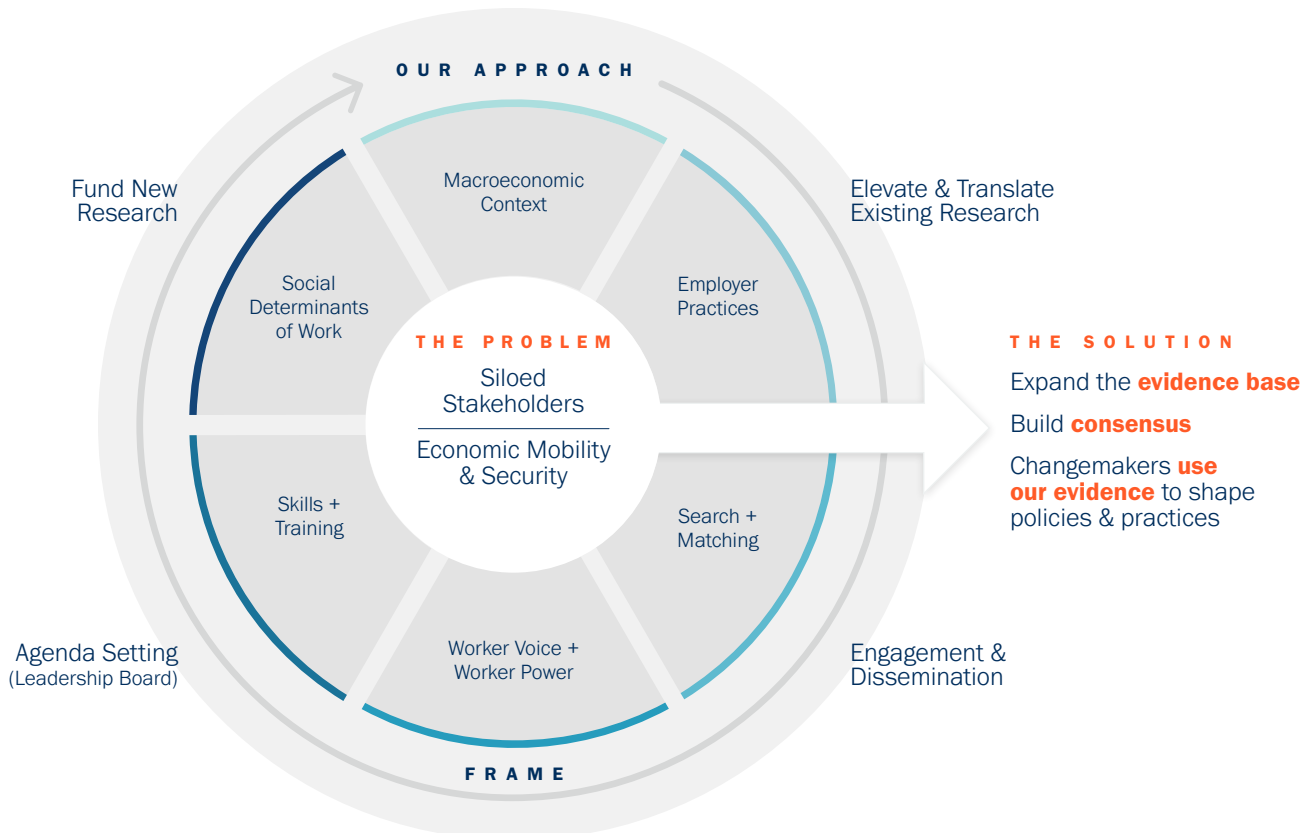 OUR APPROACH
Fund New
Research
Elevate & Translate
Existing Research
Macroeconomic
Context
Social
Determinants
of Work
Employer
Practices
THE PROBLEM
Siloed
Stakeholders
Economic Mobility
& Security
THE SOLUTION
Expand the evidence base
Build consensus
Changemakers use
our evidence to shape
policies & practices
Skills +
Training
Search +
Matching
Worker Voice +
Worker Power
Agenda Setting
(Leadership Board)
Engagement &
Dissemination
FRAME